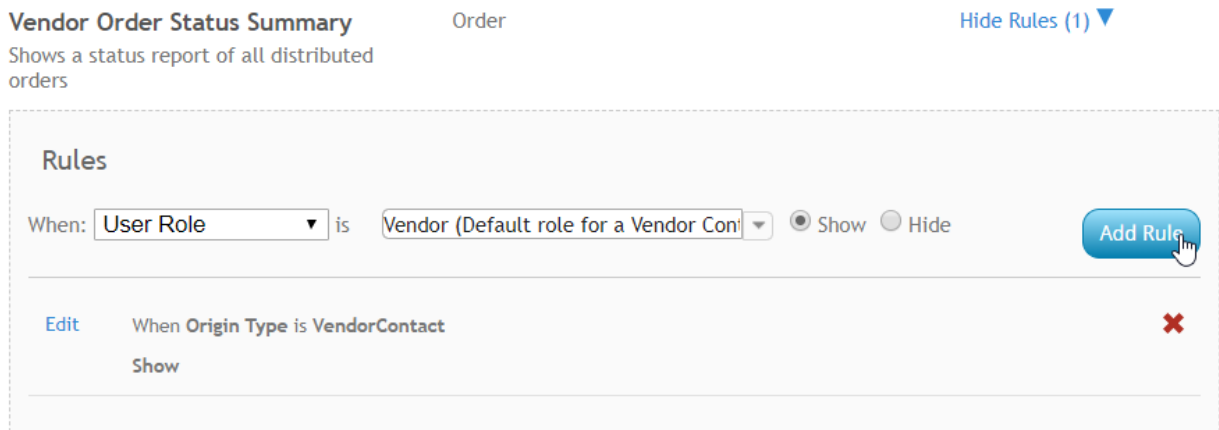 Vendor Order Status Summary Order Hide Rules (1)
Shows a status report of all distributed
orders
Rules
When: User Role is Vendor (Default role for a Vendor Con Show Hide Add Rule
Edit When Origin Type is VendorContact
Show